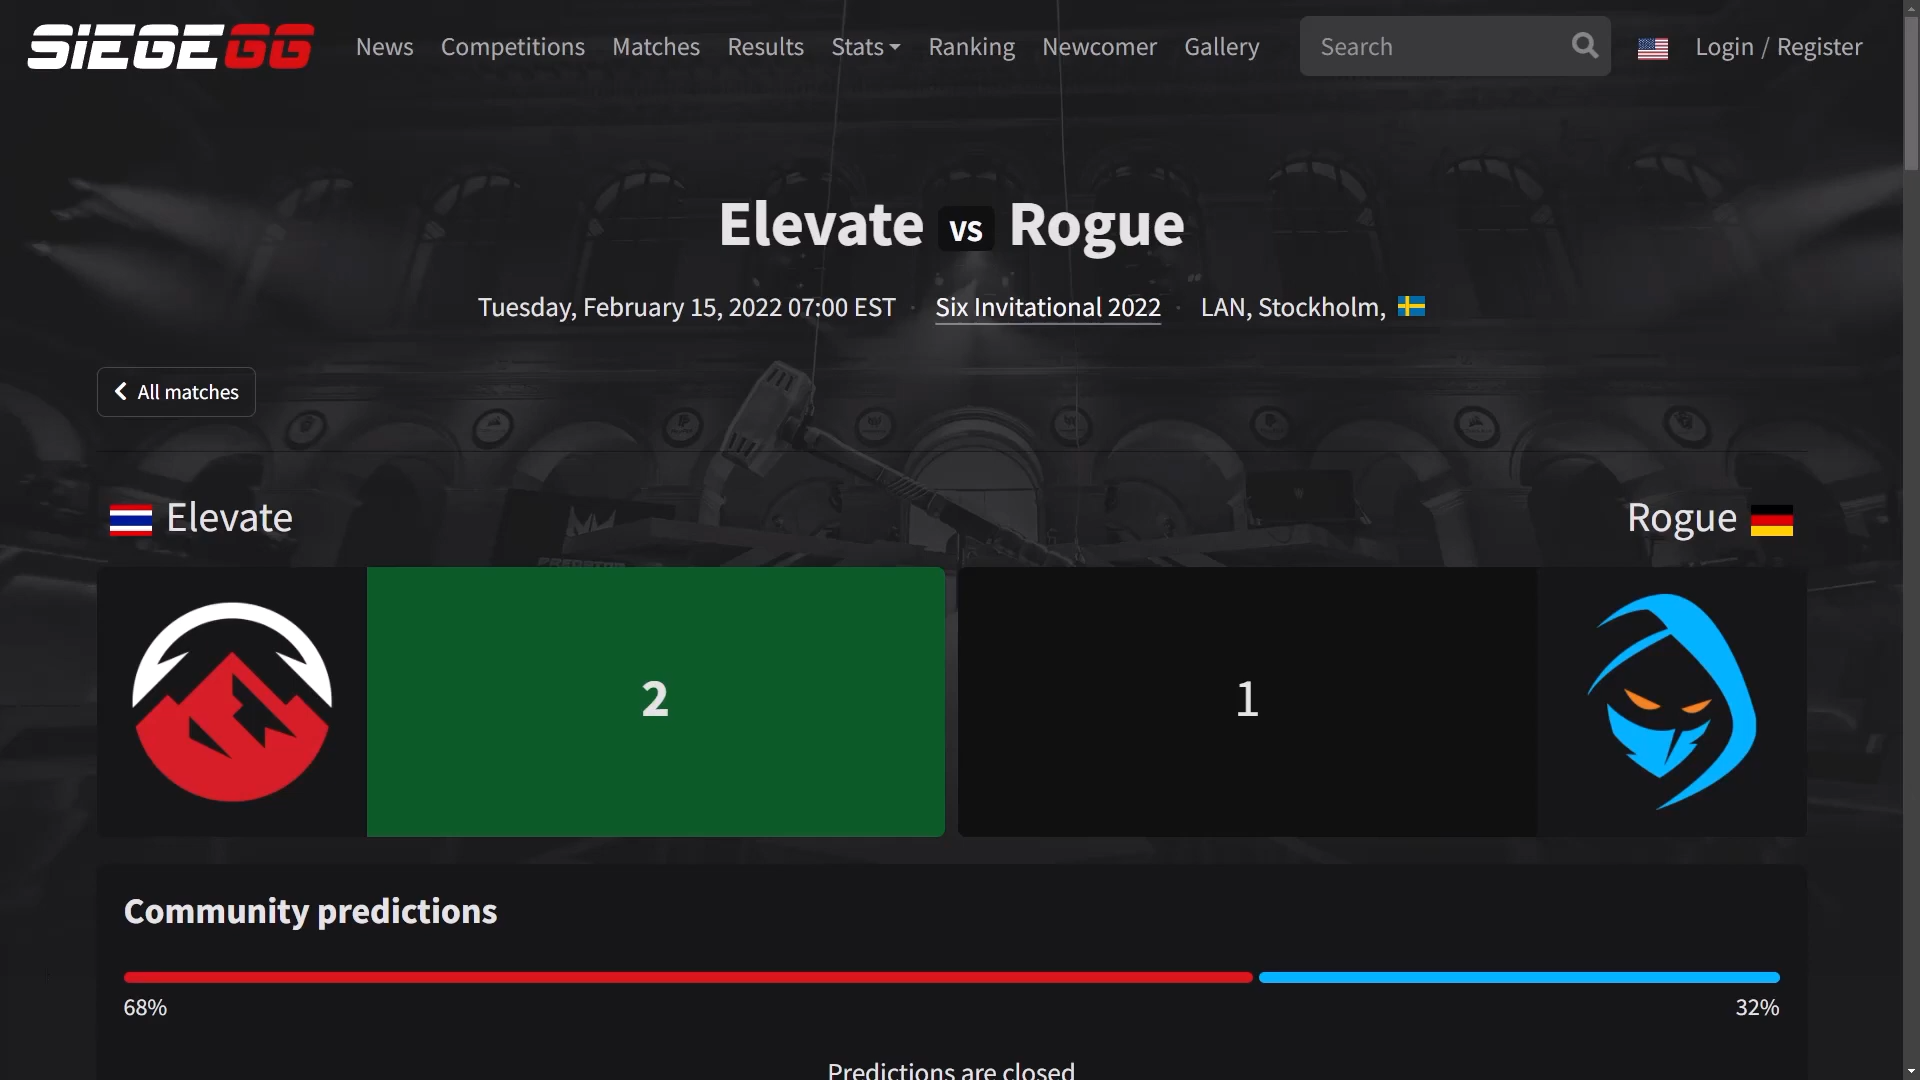 SIEGEGG News Competitions Matches Results Stats Ranking Newcomer Gallery Search Login / Register
Elevate vs Rogue
Tuesday, February 15, 2022 07:00 EST · Six Invitational 2022 · LAN, Stockholm,
All matches
Elevate Rogue
PREDATOR
2 1
Community predictions
68% 32%
Predictions are closed